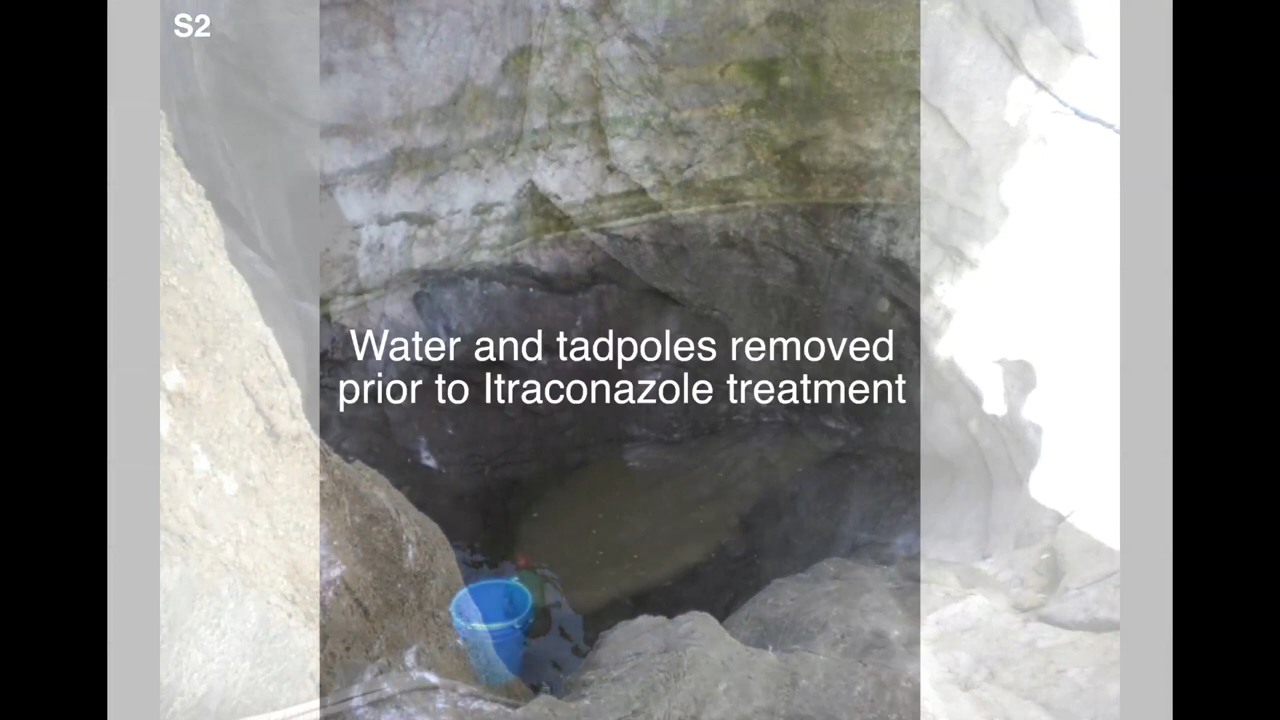 S2
Water and tadpoles removed
prior to Itraconazole treatment